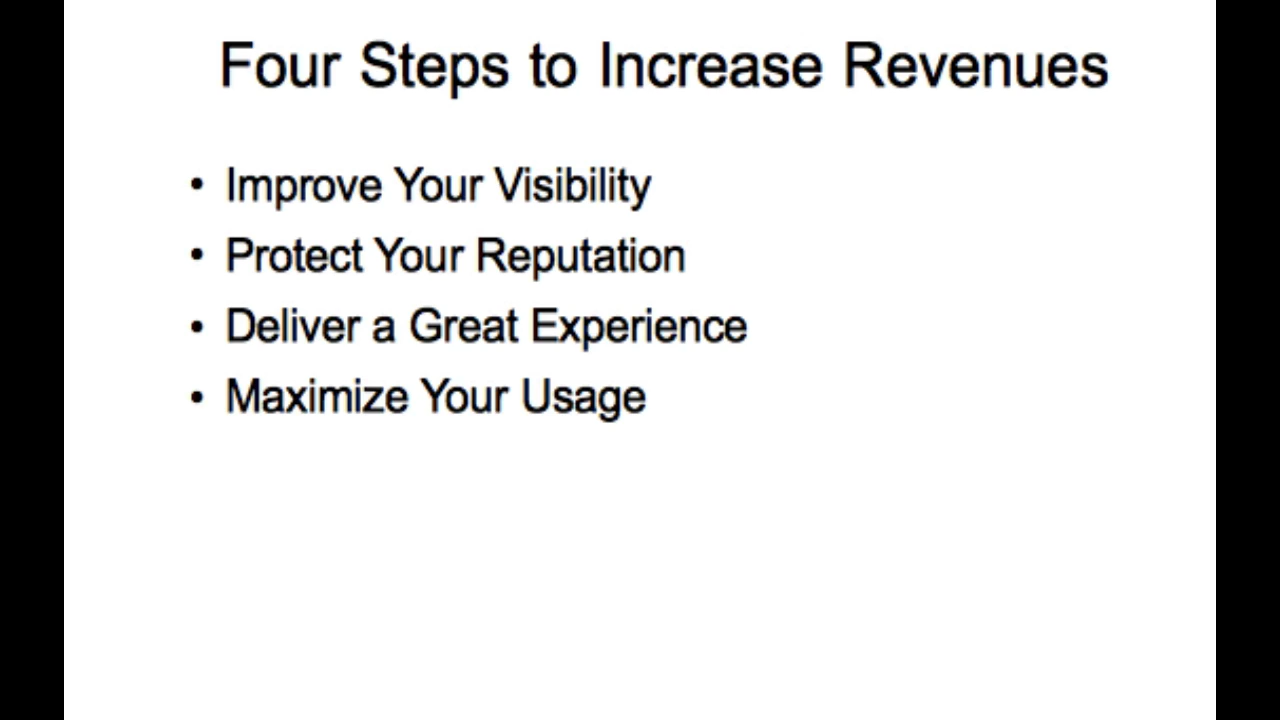 Four Steps to Increase Revenues
• Improve Your Visibility
• Protect Your Reputation
• Deliver a Great Experience
• Maximize Your Usage